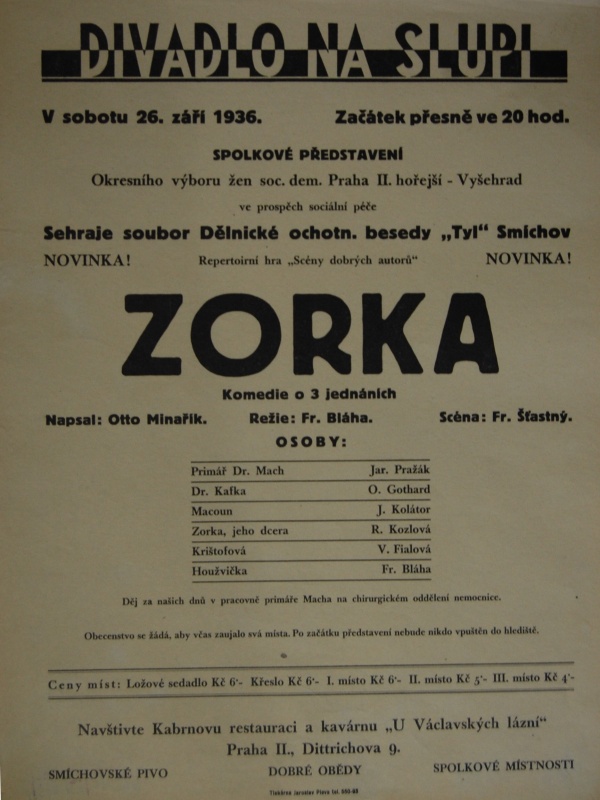 DIVADLO NA SLUPI
V sobotu 26. září 1936. Začátek přesně ve 20 hod.
SPOLKOVÉ PŘEDSTAVENÍ
Okresního výboru žen soc. dem. Praha II. hořejší - Vyšehrad
ve prospěch sociální péče
Sehraje soubor Dělnické ochotn. besedy „Tyl“ Smíchov
NOVINKA! Repertoirní hra „Scény dobrých autorů“ NOVINKA!
ZORKA
Komedie o 3 jednáních
Napsal: Otto Minařík. Režie: Fr. Bláha. Scéna: Fr. Šťastný.
OSOBY:
Primář Dr. Mach Jar. Pražák
Dr. Kafka O. Gothard
Macoun J. Kolátor
Zorka, jeho dcera R. Kozlová
Krištofová V. Fialová
Houžvička Fr. Bláha
Děj za našich dnů v pracovně primáře Macha na chirurgickém oddělení nemocnice.
Obecenstvo se žádá, aby včas zaujalo svá místa. Po začátku představení nebude nikdo vpuštěn do hlediště.
Ceny míst: Ložové sedadlo Kč 6·- Křeslo Kč 6·- I. místo Kč 6·- II. místo Kč 5·- III. místo Kč 4·-
Navštivte Kabrnovu restauraci a kavárnu „U Václavských lázní“
Praha II., Dittrichova 9.
SMÍCHOVSKÉ PIVO DOBRÉ OBĚDY SPOLKOVÉ MÍSTNOSTI
Tiskárna Jaroslav